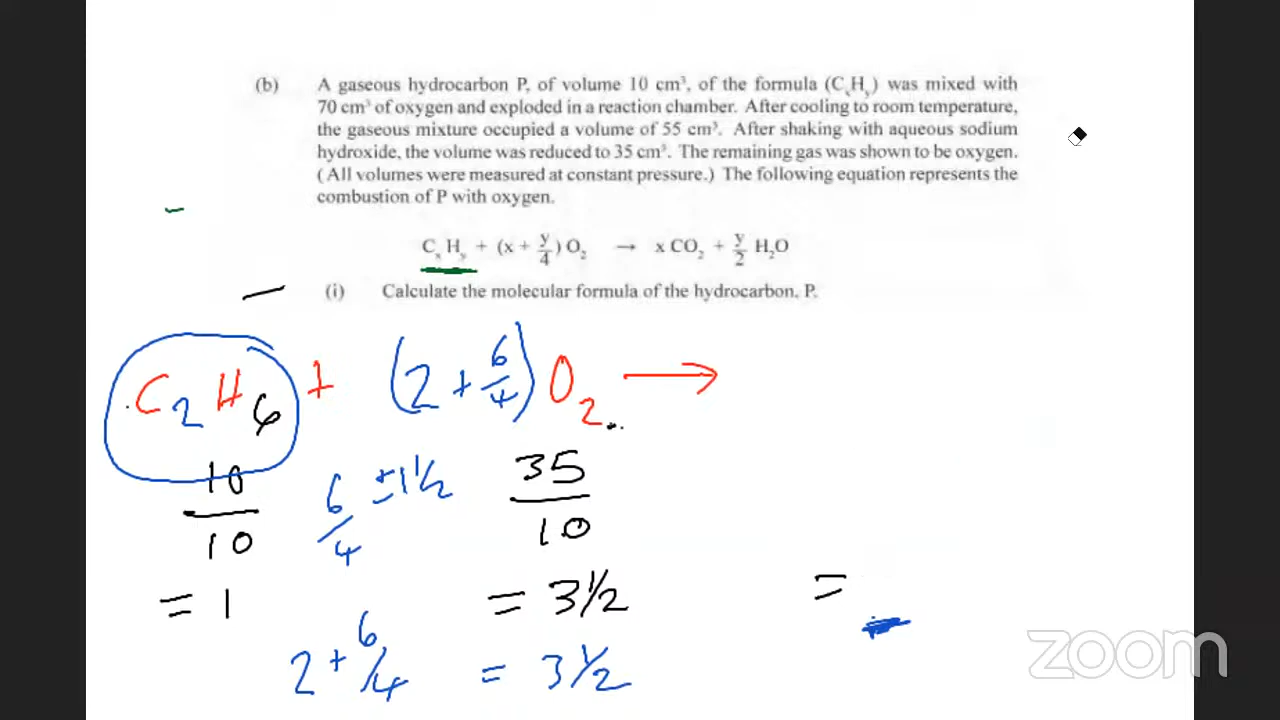 (b) A gaseous hydrocarbon P, of volume 10 cm³, of the formula (CₓHᵧ) was mixed with
70 cm³ of oxygen and exploded in a reaction chamber. After cooling to room temperature,
the gaseous mixture occupied a volume of 55 cm³. After shaking with aqueous sodium
hydroxide, the volume was reduced to 35 cm³. The remaining gas was shown to be oxygen.
(All volumes were measured at constant pressure.) The following equation represents the
combustion of P with oxygen.
CₓHᵧ + (x + y/4) O₂ → x CO₂ + y/2 H₂O
(i) Calculate the molecular formula of the hydrocarbon, P.
C₂H₆ + (2 + 6/4) O₂ →
10/10 6/4 = 1½ 35/10
= 1 = 3½ =
2 + 6/4 = 3½
zoom